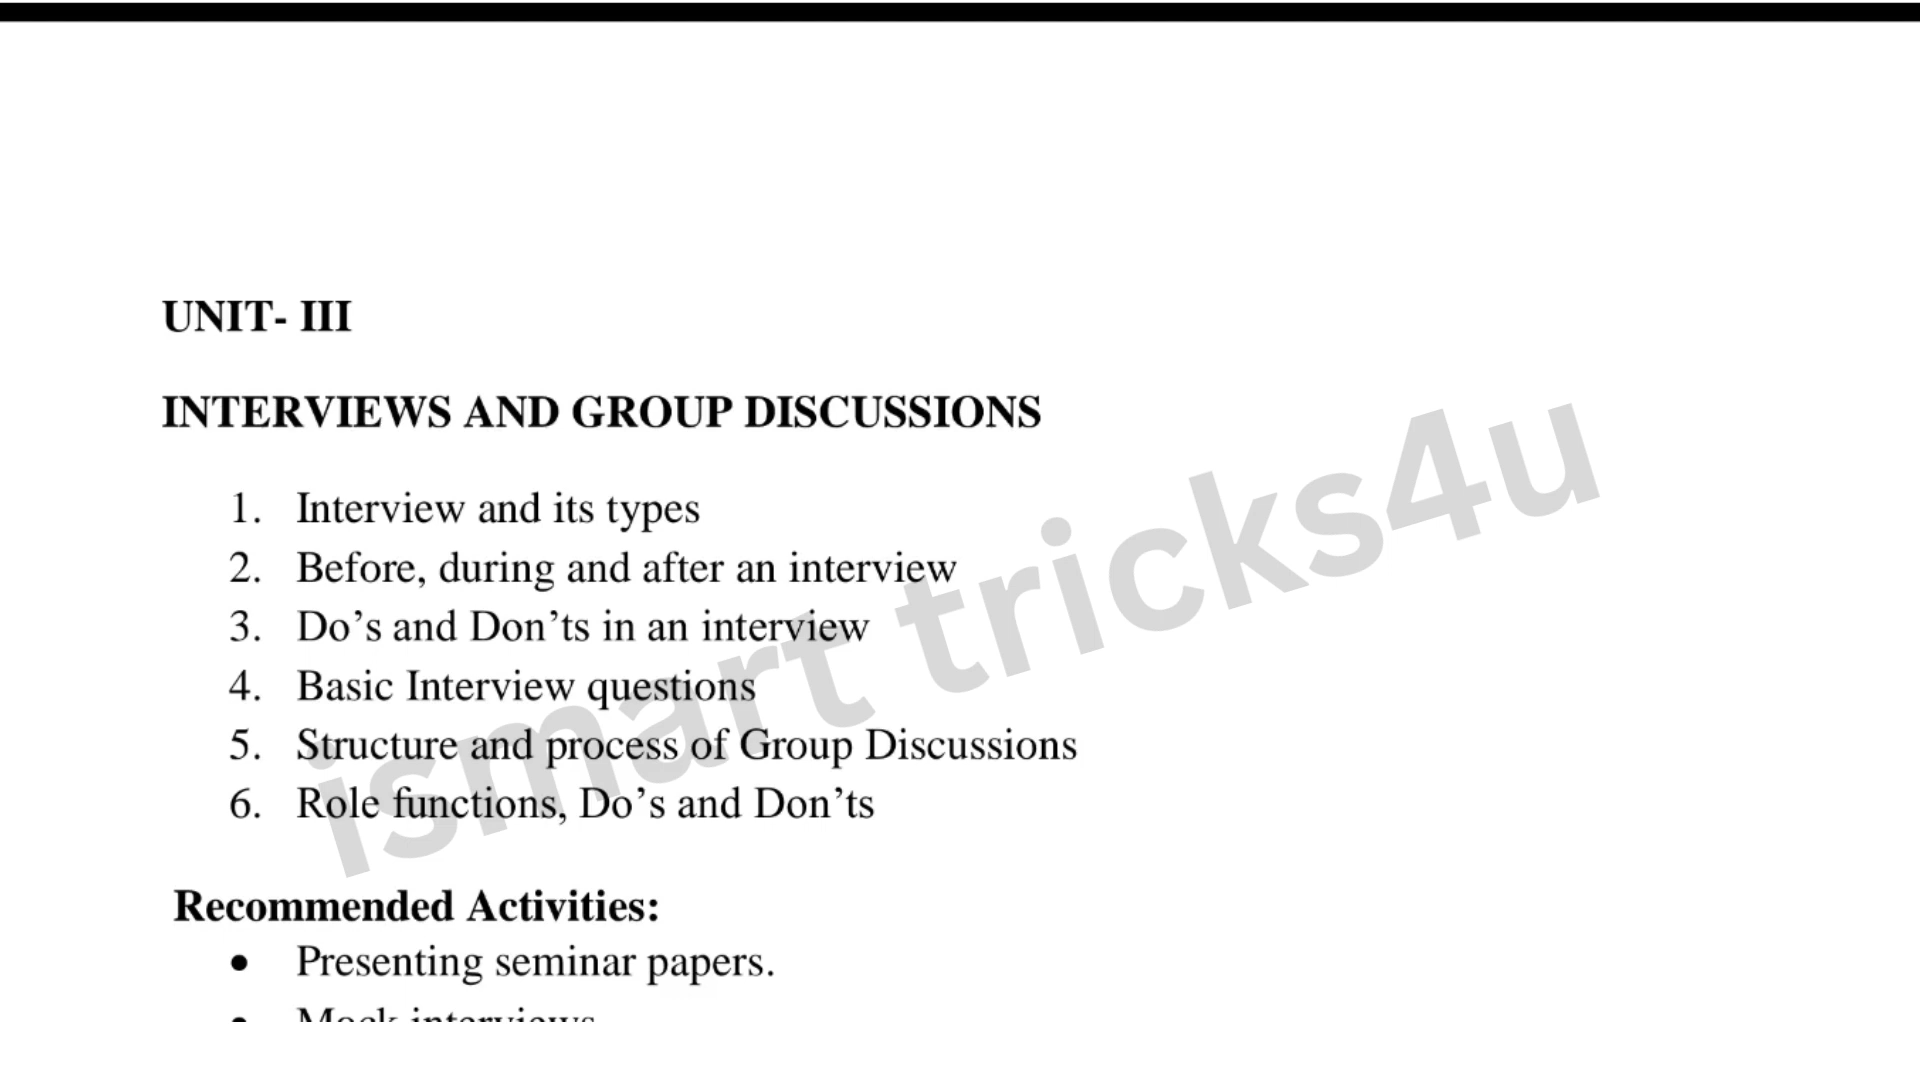 UNIT- III
INTERVIEWS AND GROUP DISCUSSIONS
1. Interview and its types
2. Before, during and after an interview
3. Do’s and Don’ts in an interview
4. Basic Interview questions
5. Structure and process of Group Discussions
6. Role functions, Do’s and Don’ts
ismart tricks4u
Recommended Activities:
• Presenting seminar papers.
• Mock interviews